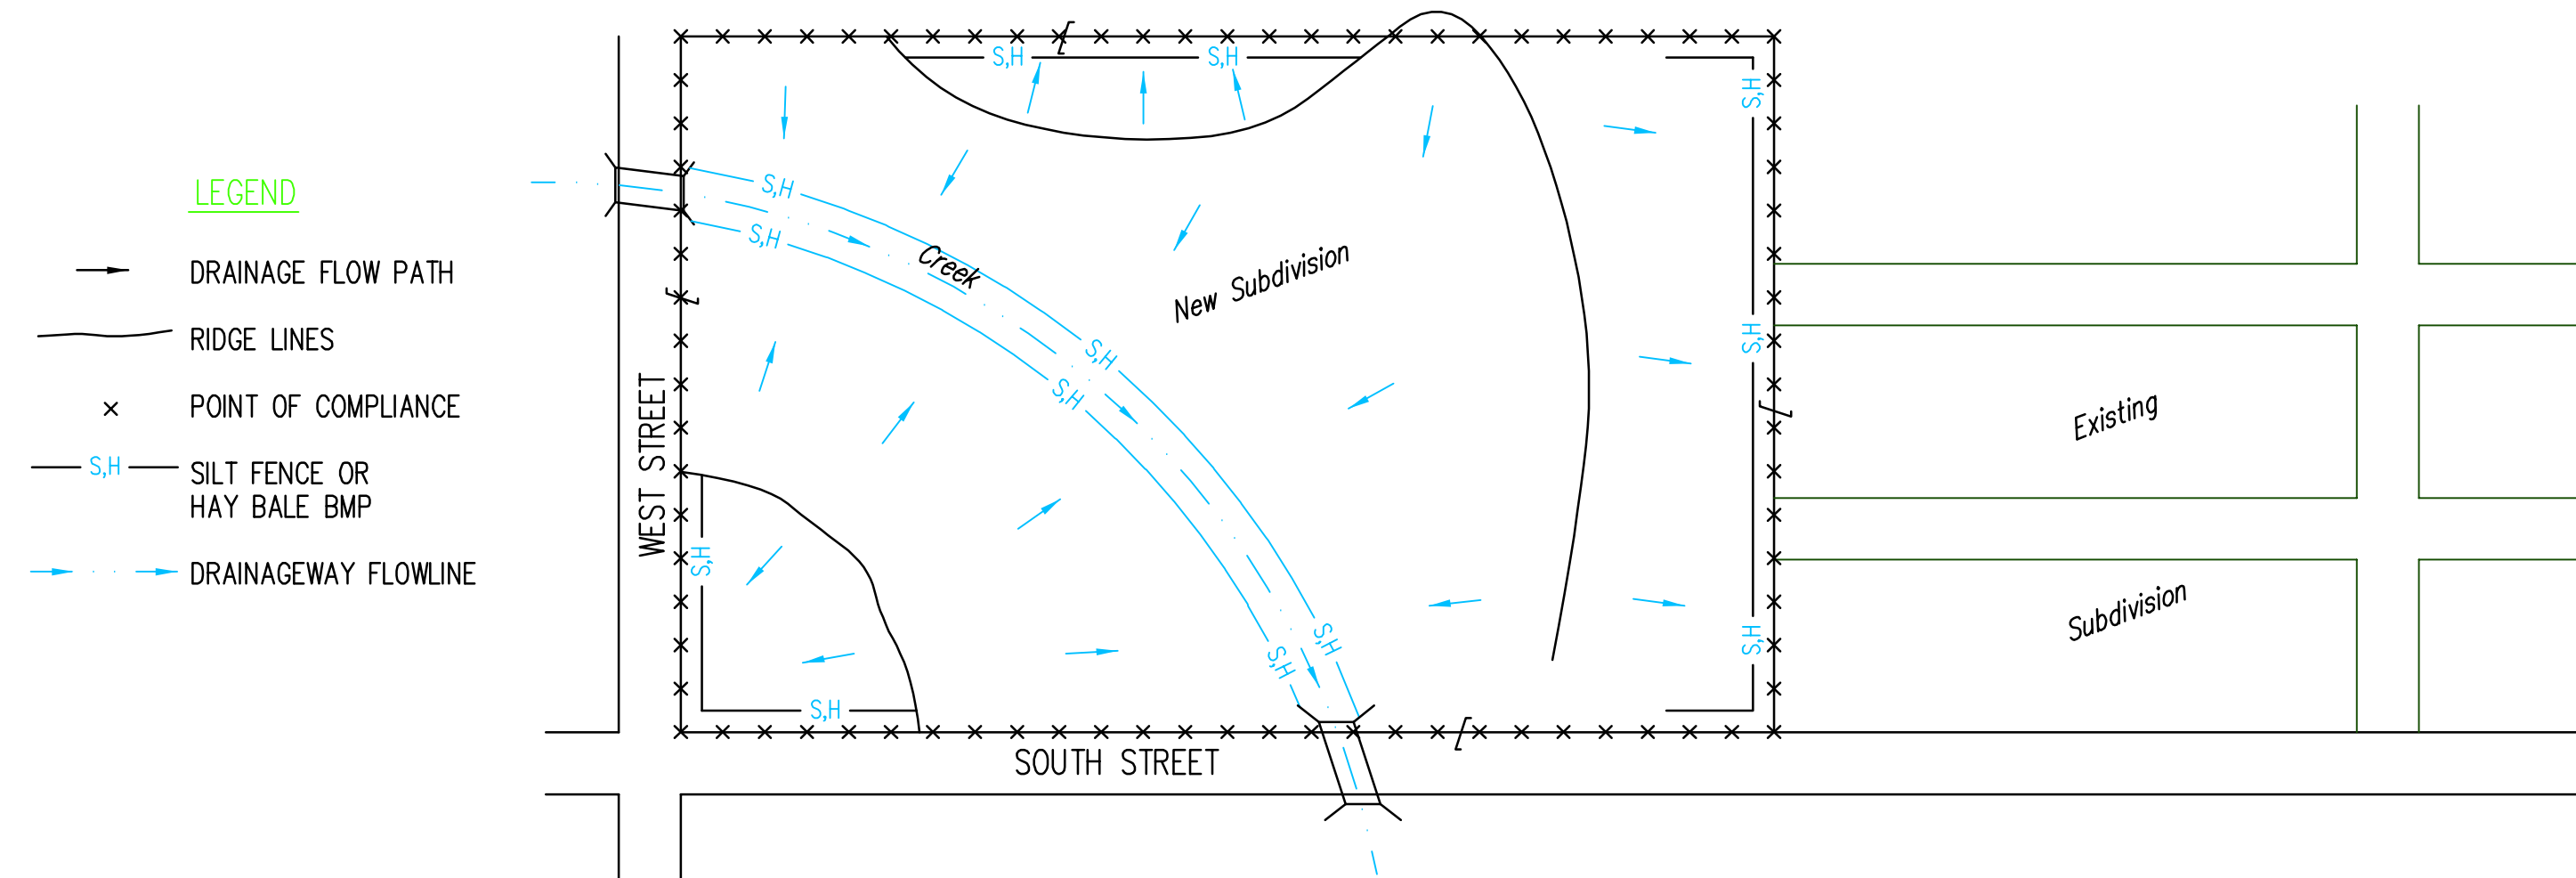 LEGEND
DRAINAGE FLOW PATH
RIDGE LINES
POINT OF COMPLIANCE
S,H
SILT FENCE OR
HAY BALE BMP
DRAINAGEWAY FLOWLINE
S,H
S,H
S,H
S,H
S,H
Creek
New Subdivision
S,H
S,H
S,H
WEST STREET
Existing
S,H
Subdivision
S,H
S,H
S,H
S,H
SOUTH STREET